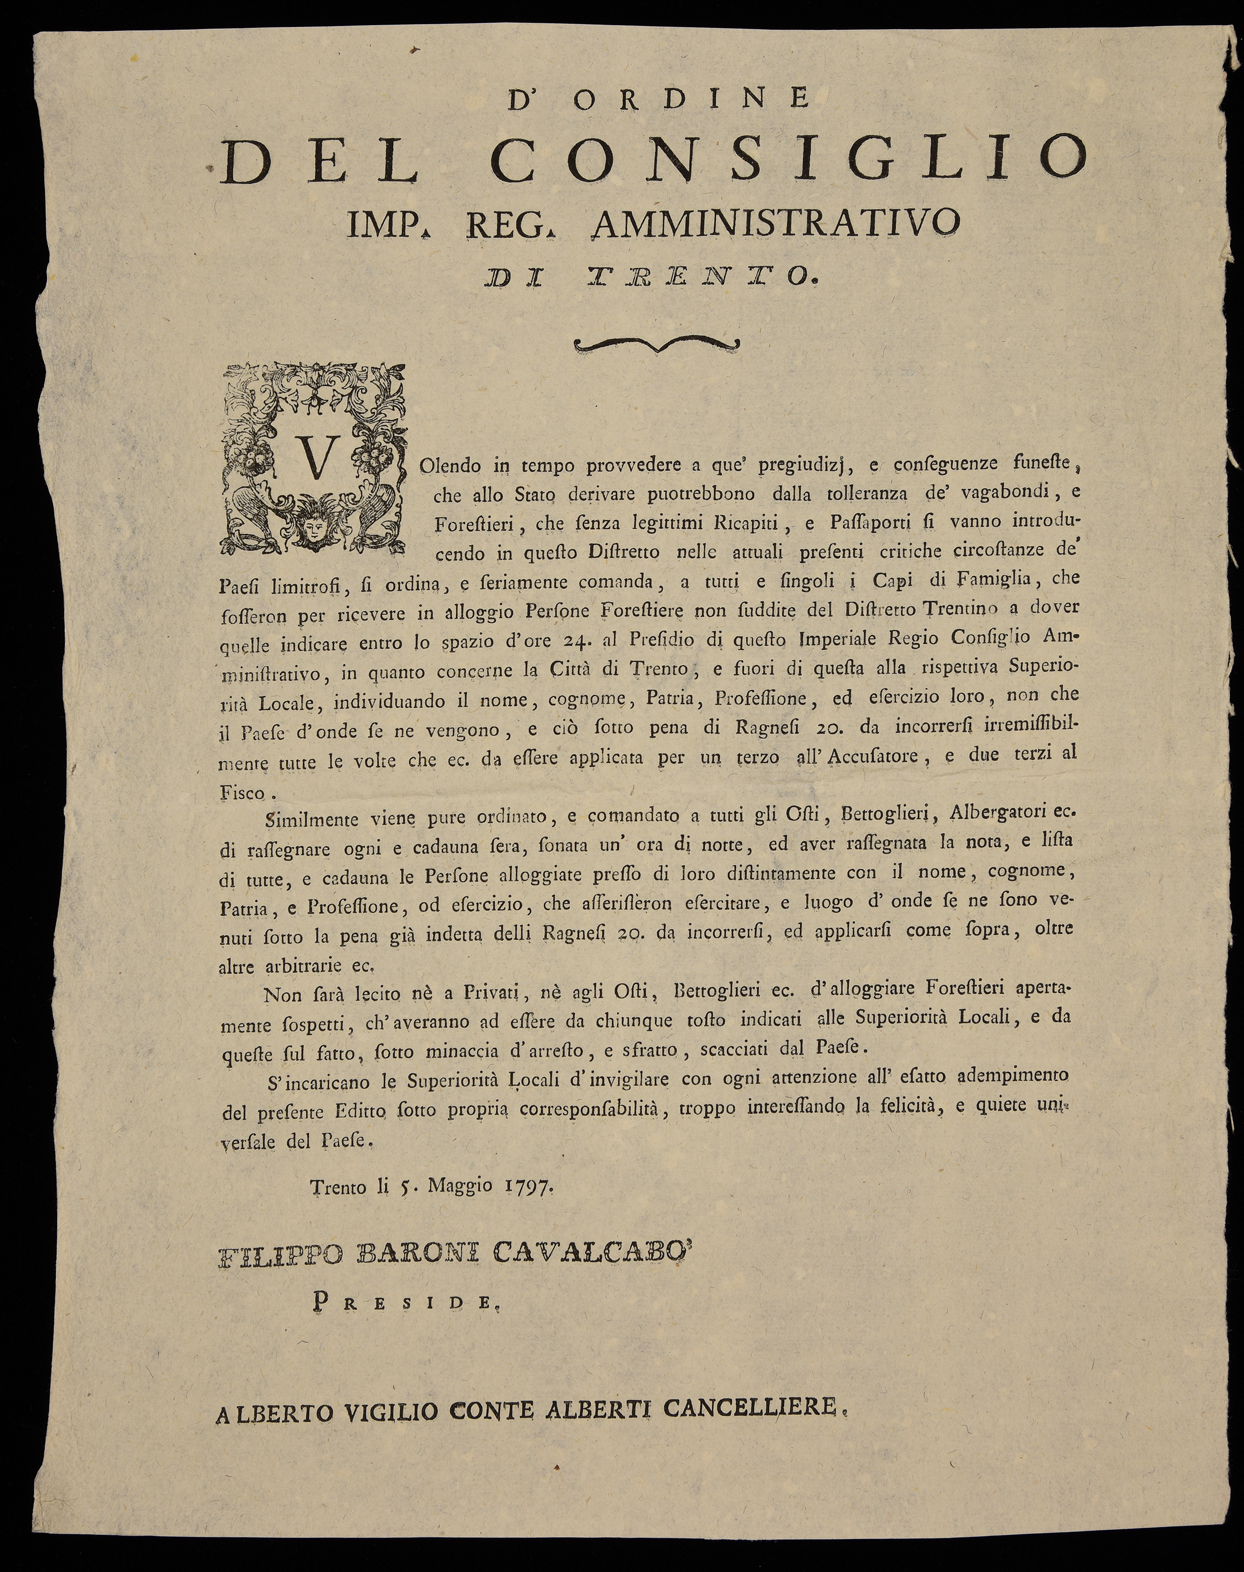 D' ORDINE
DEL CONSIGLIO
IMP. REG. AMMINISTRATIVO
DI TRENTO.
VOlendo in tempo provvedere a que' pregiudizj, e conſeguenze funeſte,
che allo Stato derivare puotrebbono dalla tolleranza de' vagabondi, e
Foreſtieri, che ſenza legittimi Ricapiti, e Paſſaporti ſi vanno introdu-
cendo in queſto Diſtretto nelle attuali preſenti critiche circoſtanze de'
Paeſi limitrofi, ſi ordina, e ſeriamente comanda, a tutti e ſingoli i Capi di Famiglia, che
foſſeron per ricevere in alloggio Perſone Foreſtiere non ſuddite del Diſtretto Trentino a dover
quelle indicare entro lo spazio d'ore 24. al Preſidio di queſto Imperiale Regio Conſiglio Am-
miniſtrativo, in quanto concerne la Città di Trento, e fuori di queſta alla rispettiva Superio-
rità Locale, individuando il nome, cognome, Patria, Profeſſione, ed eſercizio loro, non che
il Paeſe d'onde ſe ne vengono, e ciò ſotto pena di Ragneſi 20. da incorrerſi irremiſſibil-
mente tutte le volte che ec. da eſſere applicata per un terzo all' Accuſatore, e due terzi al
Fisco.
Similmente viene pure ordinato, e comandato a tutti gli Oſti, Bettoglieri, Albergatori ec.
di raſſegnare ogni e cadauna ſera, ſonata un' ora di notte, ed aver raſſegnata la nota, e liſta
di tutte, e cadauna le Perſone alloggiate preſſo di loro diſtintamente con il nome, cognome,
Patria, e Profeſſione, od eſercizio, che aſſeriſſèron eſercitare, e luogo d' onde ſe ne ſono ve-
nuti ſotto la pena già indetta delli Ragneſi 20. da incorrerſi, ed applicarſi come ſopra, oltre
altre arbitrarie ec.
Non ſarà lecito nè a Privati, nè agli Oſti, Bettoglieri ec. d'alloggiare Foreſtieri aperta-
mente ſospetti, ch'averanno ad eſſere da chiunque toſto indicati alle Superiorità Locali, e da
queſte ſul fatto, ſotto minaccia d'arreſto, e sfratto, scacciati dal Paeſe.
S'incaricano le Superiorità Locali d'invigilare con ogni attenzione all' eſatto adempimento
del preſente Editto ſotto propria corresponſabilità, troppo intereſſando la felicità, e quiete uni-
verſale del Paeſe.
Trento li 5. Maggio 1797.
FILIPPO BARONI CAVALCABO'
PRESIDE.
ALBERTO VIGILIO CONTE ALBERTI CANCELLIERE.